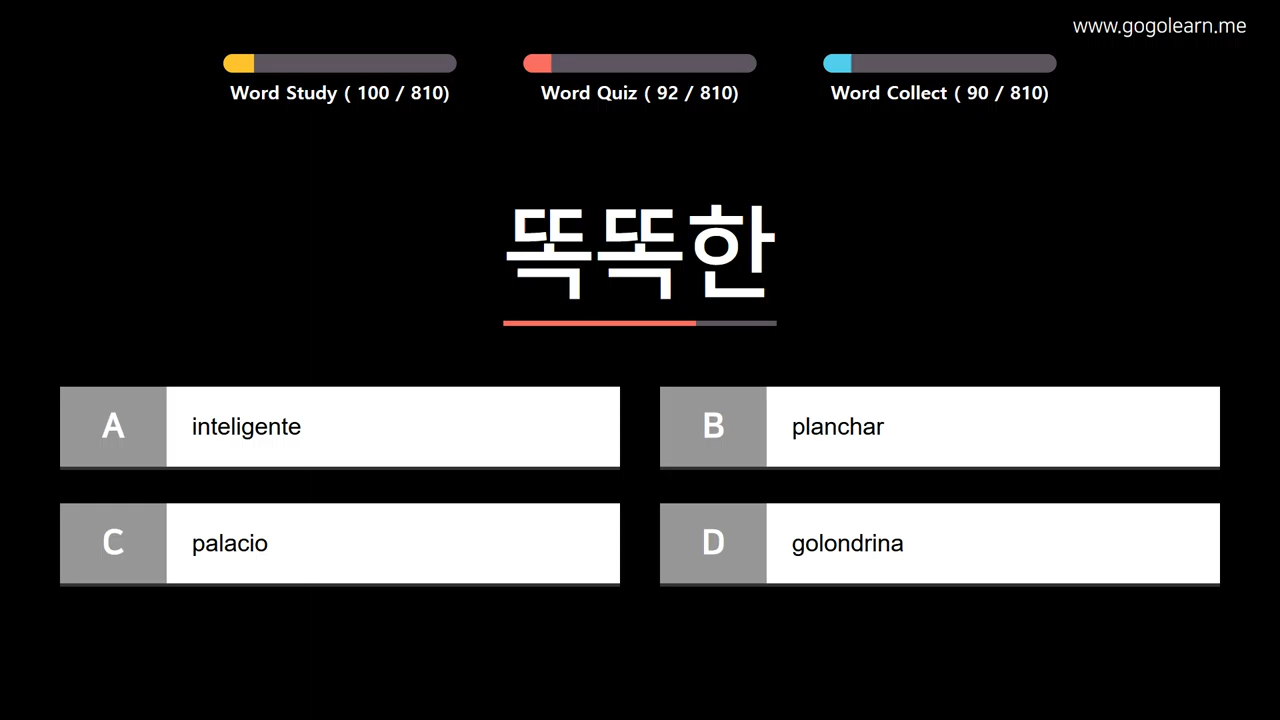 www.gogolearn.me
Word Study ( 100 / 810)
Word Quiz ( 92 / 810)
Word Collect ( 90 / 810)
똑똑한
A inteligente
B planchar
C palacio
D golondrina